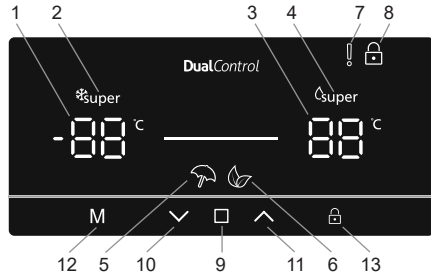 1 2 3 4 7 8
DualControl
super super
-88 °C 88 °C
M
12 5 10 9 11 6 13